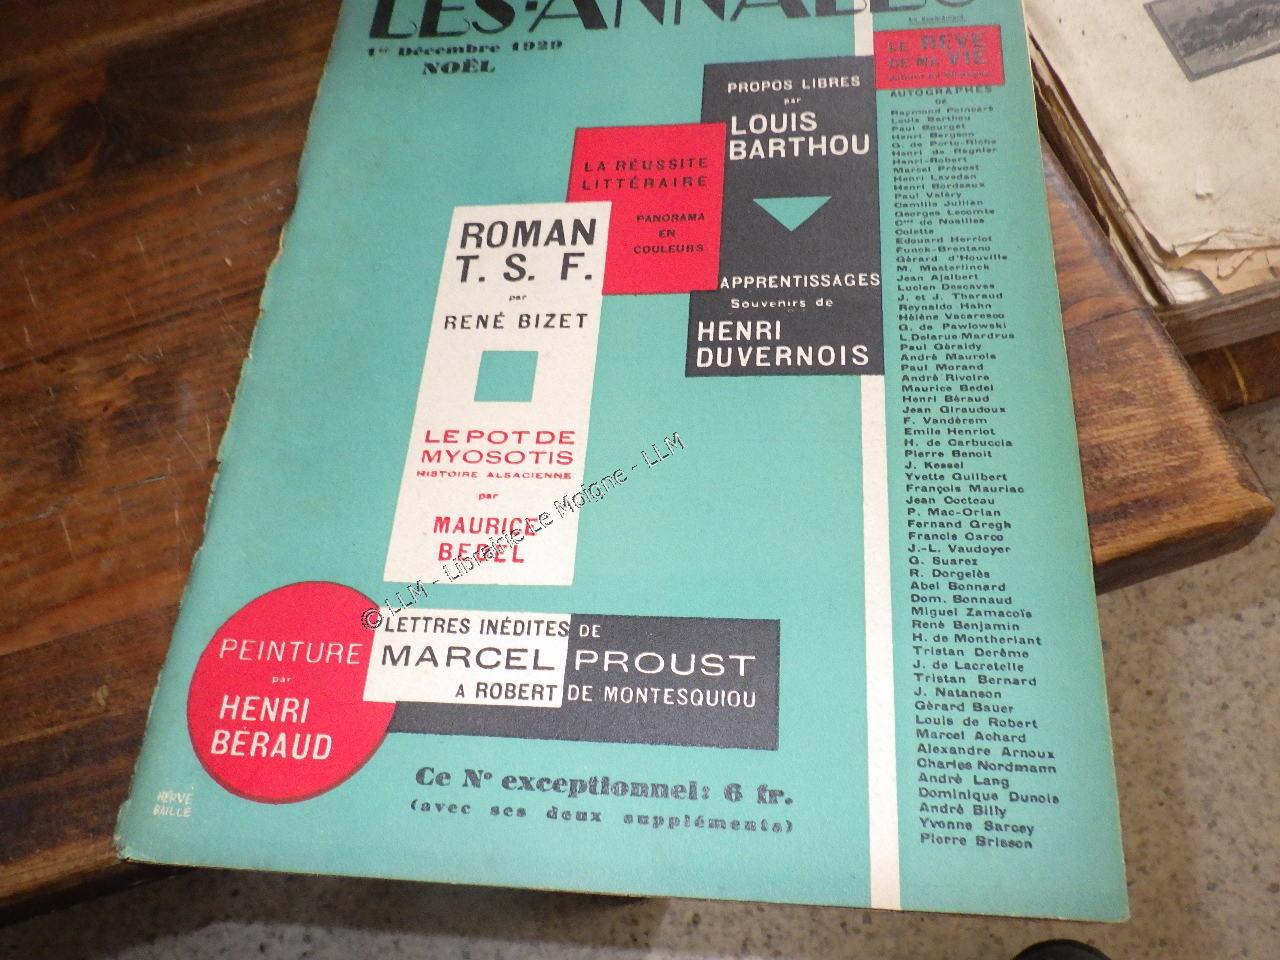 LES-ANNALES
1er Décembre 1929
NOËL
PROPOS LIBRES
par
LOUIS
BARTHOU
LA RÉUSSITE
LITTÉRAIRE
PANORAMA
EN
COULEURS
ROMAN
T. S. F.
par
RENÉ BIZET
APPRENTISSAGES
Souvenirs de
HENRI
DUVERNOIS
LE POT DE
MYOSOTIS
HISTOIRE ALSACIENNE
par
MAURICE
BEDEL
PEINTURE
par
HENRI
BÉRAUD
LETTRES INÉDITES DE
MARCEL PROUST
A ROBERT DE MONTESQUIOU
Ce No exceptionnel: 6 fr.
(avec ses deux suppléments)
HERVÉ
BAILLE
LE RÊVE
DE MA VIE
AUTOGRAPHES
DE
Raymond Poincaré
Louis Barthou
Paul Bourget
Henri Bergson
G. de Porto-Riche
Henri de Régnier
Henri-Robert
Marcel Prévost
Henri Lavedan
Henri Bordeaux
Paul Valéry
Camille Jullian
Georges Lecomte
Csse de Noailles
Colette
Edouard Herriot
Funck-Brentano
Gérard d'Houville
M. Maeterlinck
Jean Ajalbert
Lucien Descaves
J. et J. Tharaud
Reynaldo Hahn
Hélène Vacaresco
G. de Pawlowski
L. Delarue-Mardrus
Paul Géraldy
André Maurois
Paul Morand
André Rivoire
Maurice Bedel
Henri Béraud
Jean Giraudoux
F. Vandérem
Emile Henriot
H. de Carbuccia
Pierre Benoit
J. Kessel
Yvette Guilbert
François Mauriac
Jean Cocteau
P. Mac-Orlan
Fernand Gregh
Francis Carco
J.-L. Vaudoyer
G. Suarez
R. Dorgelès
Abel Bonnard
Dom. Bonnaud
Miguel Zamacoïs
René Benjamin
H. de Montherlant
Tristan Derème
J. de Lacretelle
Tristan Bernard
J. Natanson
Gérard Bauer
Louis de Robert
Marcel Achard
Alexandre Arnoux
Charles Nordmann
André Lang
Dominique Dunois
André Billy
Yvonne Sarcey
Pierre Brisson
© LLM - Librairie Le Moigne - LLM